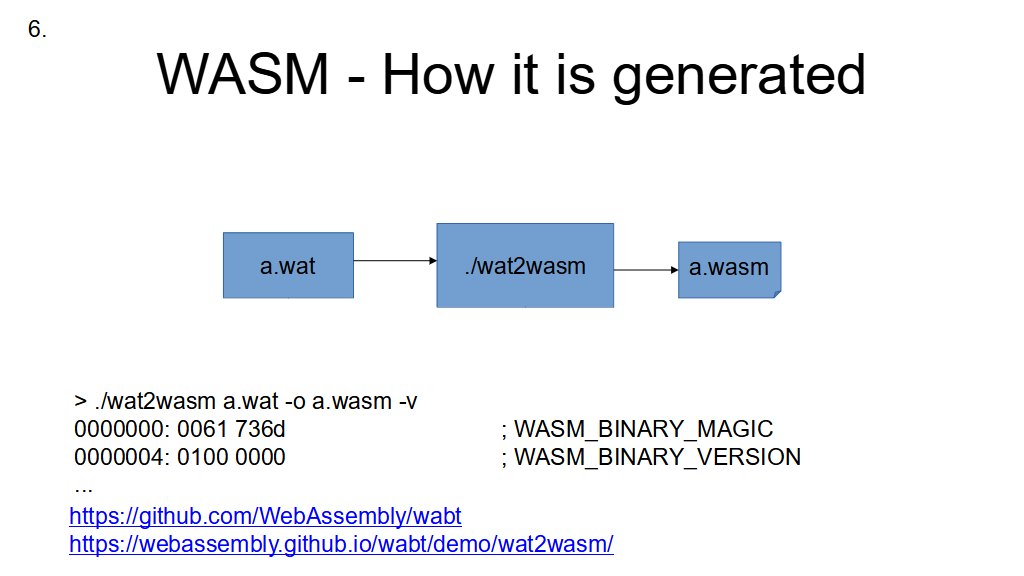 6.
WASM - How it is generated
a.wat
./wat2wasm
a.wasm
> ./wat2wasm a.wat -o a.wasm -v
0000000: 0061 736d ; WASM_BINARY_MAGIC
0000004: 0100 0000 ; WASM_BINARY_VERSION
...
https://github.com/WebAssembly/wabt
https://webassembly.github.io/wabt/demo/wat2wasm/